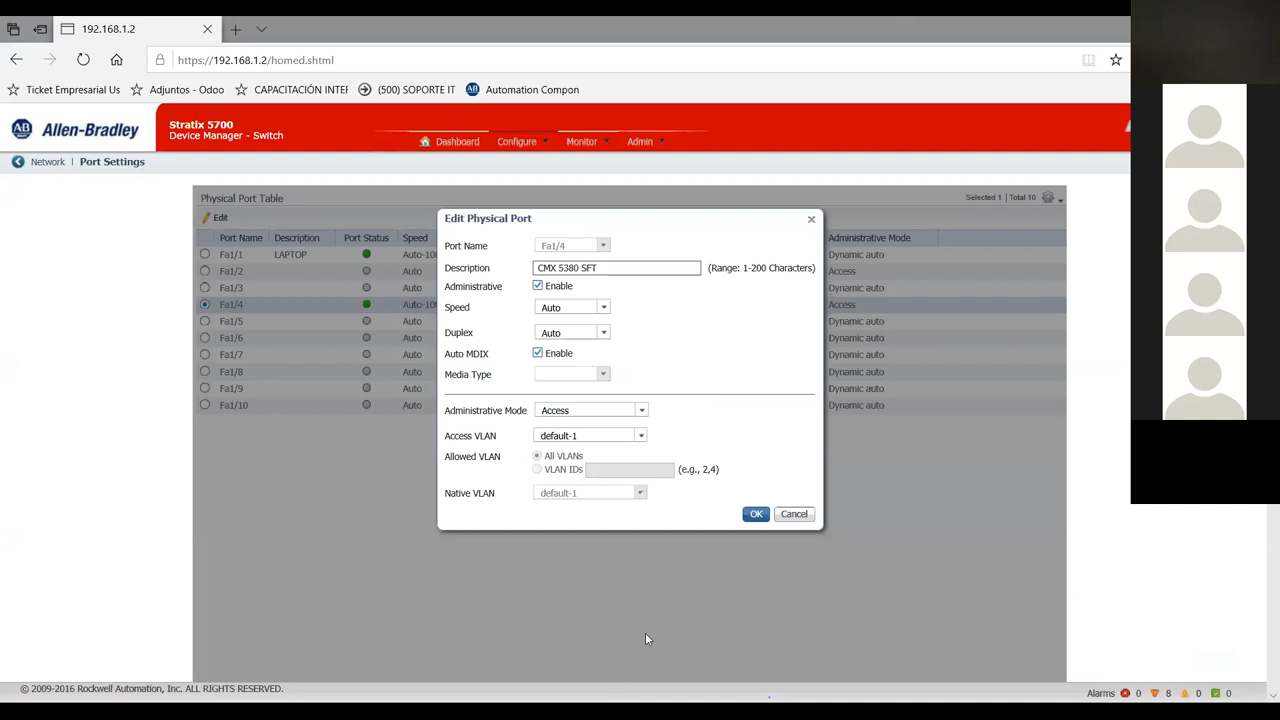 192.168.1.2
https://192.168.1.2/homed.shtml
Ticket Empresarial Us Adjuntos - Odoo CAPACITACIÓN INTEF (500) SOPORTE IT Automation Compon
AB Allen-Bradley
Stratix 5700
Device Manager - Switch
Dashboard Configure Monitor Admin
Network | Port Settings
Physical Port Table Selected 1 | Total 10
Edit
Port Name Description Port Status Speed Administrative Mode
Fa1/1 LAPTOP Auto-100 Dynamic auto
Fa1/2 Auto Access
Fa1/3 Auto Dynamic auto
Fa1/4 Auto-100 Access
Fa1/5 Auto Dynamic auto
Fa1/6 Auto Dynamic auto
Fa1/7 Auto Dynamic auto
Fa1/8 Auto Dynamic auto
Fa1/9 Auto Dynamic auto
Fa1/10 Auto Dynamic auto
Edit Physical Port
Port Name Fa1/4
Description CMX 5380 SFT (Range: 1-200 Characters)
Administrative Enable
Speed Auto
Duplex Auto
Auto MDIX Enable
Media Type
Administrative Mode Access
Access VLAN default-1
Allowed VLAN All VLANs
VLAN IDs (e.g., 2,4)
Native VLAN default-1
OK Cancel
© 2009-2016 Rockwell Automation, Inc. ALL RIGHTS RESERVED.
Alarms 0 8 0 0